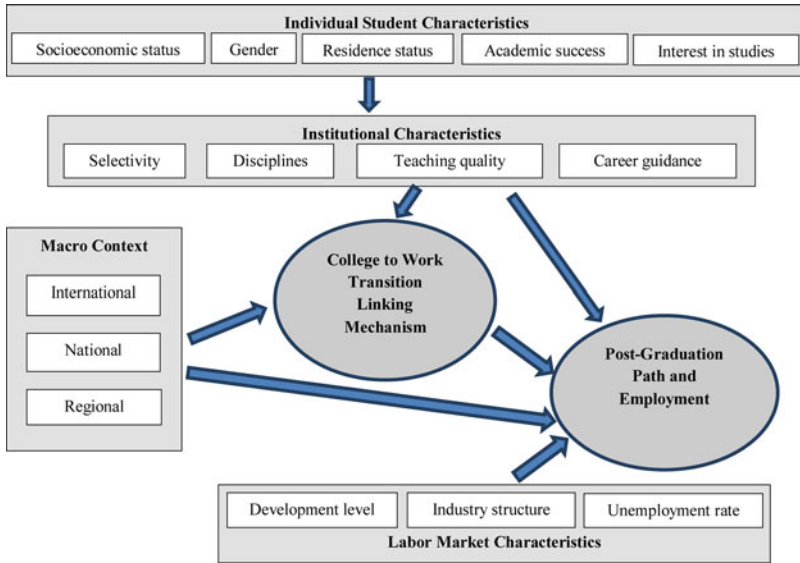 Individual Student Characteristics
Socioeconomic status
Gender
Residence status
Academic success
Interest in studies
Institutional Characteristics
Selectivity
Disciplines
Teaching quality
Career guidance
Macro Context
International
National
Regional
College to Work
Transition
Linking
Mechanism
Post-Graduation
Path and
Employment
Development level
Industry structure
Unemployment rate
Labor Market Characteristics